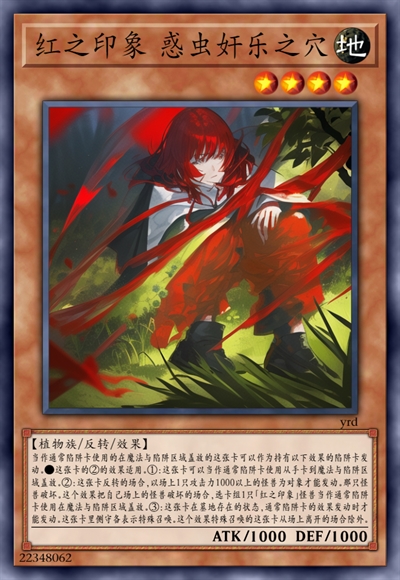 红之印象 惑虫奸乐之穴
地
yrd
【植物族/反转/效果】
当作通常陷阱卡使用的在魔法与陷阱区域盖放的这张卡可以作为持有以下效果的陷阱卡发
动。●这张卡的②的效果适用。①：这张卡可以当作通常陷阱卡使用从手卡到魔法与陷阱区
域盖放。②：这张卡反转的场合，以场上1只攻击力1000以上的怪兽为对象才能发动。那只怪
兽破坏。这个效果把自己场上的怪兽破坏的场合，选卡组1只「红之印象」怪兽当作通常陷阱
卡使用在魔法与陷阱区域盖放。③：这张卡在墓地存在的状态，通常陷阱卡的效果发动时才
能发动。这张卡里侧守备表示特殊召唤。这个效果特殊召唤的这张卡从场上离开的场合除外。
ATK/1000 DEF/1000
22348062